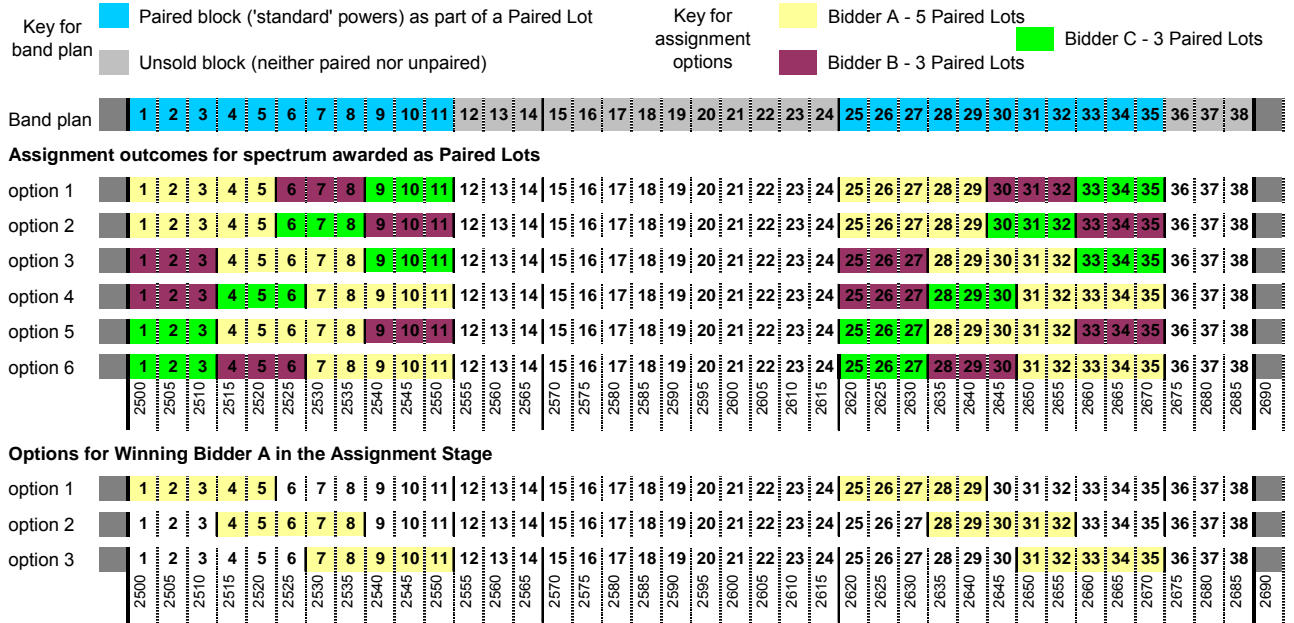 Key for band plan
Paired block ('standard' powers) as part of a Paired Lot
Unsold block (neither paired nor unpaired)
Key for assignment options
Bidder A - 5 Paired Lots
Bidder C - 3 Paired Lots
Bidder B - 3 Paired Lots
Band plan 1 2 3 4 5 6 7 8 9 10 11 12 13 14 15 16 17 18 19 20 21 22 23 24 25 26 27 28 29 30 31 32 33 34 35 36 37 38
Assignment outcomes for spectrum awarded as Paired Lots
option 1 1 2 3 4 5 6 7 8 9 10 11 12 13 14 15 16 17 18 19 20 21 22 23 24 25 26 27 28 29 30 31 32 33 34 35 36 37 38
option 2 1 2 3 4 5 6 7 8 9 10 11 12 13 14 15 16 17 18 19 20 21 22 23 24 25 26 27 28 29 30 31 32 33 34 35 36 37 38
option 3 1 2 3 4 5 6 7 8 9 10 11 12 13 14 15 16 17 18 19 20 21 22 23 24 25 26 27 28 29 30 31 32 33 34 35 36 37 38
option 4 1 2 3 4 5 6 7 8 9 10 11 12 13 14 15 16 17 18 19 20 21 22 23 24 25 26 27 28 29 30 31 32 33 34 35 36 37 38
option 5 1 2 3 4 5 6 7 8 9 10 11 12 13 14 15 16 17 18 19 20 21 22 23 24 25 26 27 28 29 30 31 32 33 34 35 36 37 38
option 6 1 2 3 4 5 6 7 8 9 10 11 12 13 14 15 16 17 18 19 20 21 22 23 24 25 26 27 28 29 30 31 32 33 34 35 36 37 38
2500 2505 2510 2515 2520 2525 2530 2535 2540 2545 2550 2555 2560 2565 2570 2575 2580 2585 2590 2595 2600 2605 2610 2615 2620 2625 2630 2635 2640 2645 2650 2655 2660 2665 2670 2675 2680 2685 2690
Options for Winning Bidder A in the Assignment Stage
option 1 1 2 3 4 5 6 7 8 9 10 11 12 13 14 15 16 17 18 19 20 21 22 23 24 25 26 27 28 29 30 31 32 33 34 35 36 37 38
option 2 1 2 3 4 5 6 7 8 9 10 11 12 13 14 15 16 17 18 19 20 21 22 23 24 25 26 27 28 29 30 31 32 33 34 35 36 37 38
option 3 1 2 3 4 5 6 7 8 9 10 11 12 13 14 15 16 17 18 19 20 21 22 23 24 25 26 27 28 29 30 31 32 33 34 35 36 37 38
2500 2505 2510 2515 2520 2525 2530 2535 2540 2545 2550 2555 2560 2565 2570 2575 2580 2585 2590 2595 2600 2605 2610 2615 2620 2625 2630 2635 2640 2645 2650 2655 2660 2665 2670 2675 2680 2685 2690